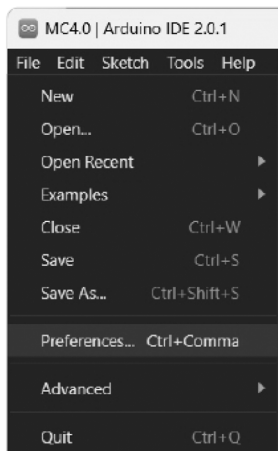 MC4.0 | Arduino IDE 2.0.1
File Edit Sketch Tools Help
New Ctrl+N
Open... Ctrl+O
Open Recent
Examples
Close Ctrl+W
Save Ctrl+S
Save As... Ctrl+Shift+S
Preferences... Ctrl+Comma
Advanced
Quit Ctrl+Q